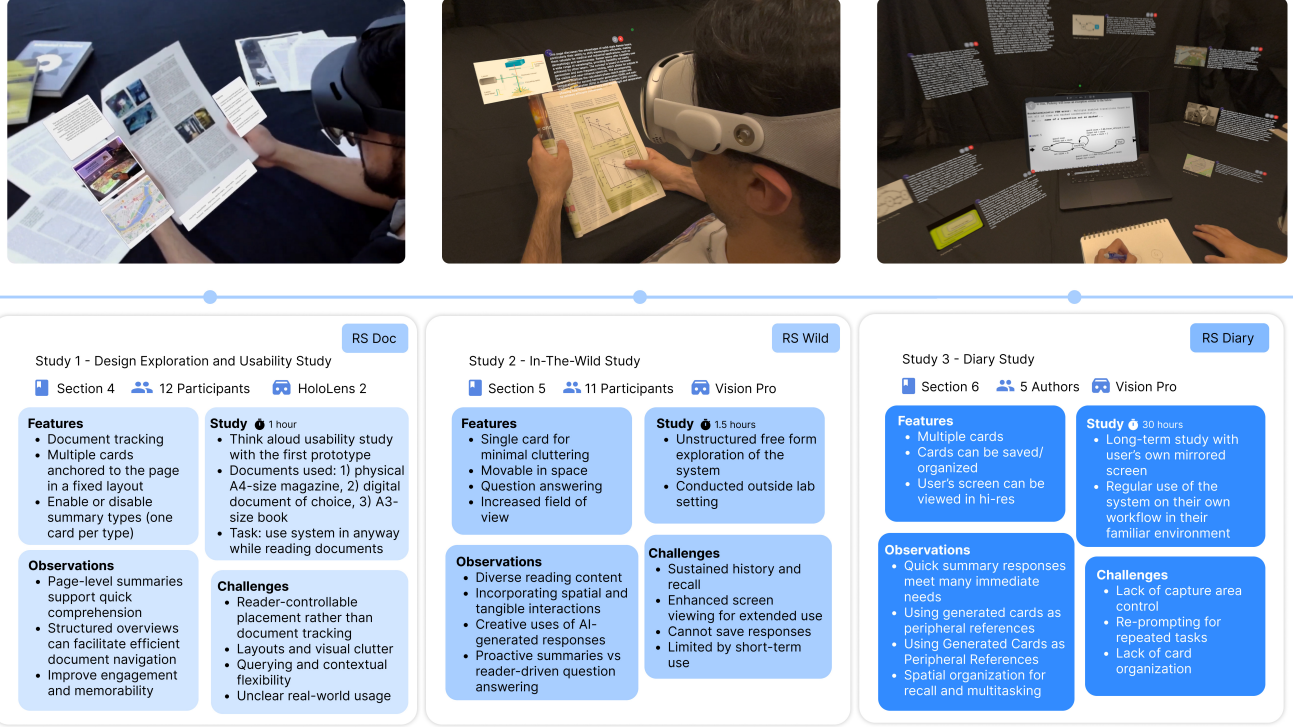 RS Doc
Study 1 - Design Exploration and Usability Study
Section 4
12 Participants
HoloLens 2
Features
Document tracking
Multiple cards
anchored to the page
in a fixed layout
Enable or disable
summary types (one
card per type)
Study 1 hour
Think aloud usability study
with the first prototype
Documents used: 1) physical
A4-size magazine, 2) digital
document of choice, 3) A3-
size book
Task: use system in anyway
while reading documents
Observations
Page-level summaries
support quick
comprehension
Structured overviews
can facilitate efficient
document navigation
Improve engagement
and memorability
Challenges
Reader-controllable
placement rather than
document tracking
Layouts and visual clutter
Querying and contextual
flexibility
Unclear real-world usage
RS Wild
Study 2 - In-The-Wild Study
Section 5
11 Participants
Vision Pro
Features
Single card for
minimal cluttering
Movable in space
Question answering
Increased field of
view
Study 1.5 hours
Unstructured free form
exploration of the
system
Conducted outside lab
setting
Observations
Diverse reading content
Incorporating spatial and
tangible interactions
Creative uses of AI-
generated responses
Proactive summaries vs
reader-driven question
answering
Challenges
Sustained history and
recall
Enhanced screen
viewing for extended use
Cannot save responses
Limited by short-term
use
RS Diary
Study 3 - Diary Study
Section 6
5 Authors
Vision Pro
Features
Multiple cards
Cards can be saved/
organized
User's screen can be
viewed in hi-res
Study 30 hours
Long-term study with
user's own mirrored
screen
Regular use of the
system on their own
workflow in their
familiar environment
Observations
Quick summary responses
meet many immediate
needs
Using generated cards as
peripheral references
Using Generated Cards as
Peripheral References
Spatial organization for
recall and multitasking
Challenges
Lack of capture area
control
Re-prompting for
repeated tasks
Lack of card
organization